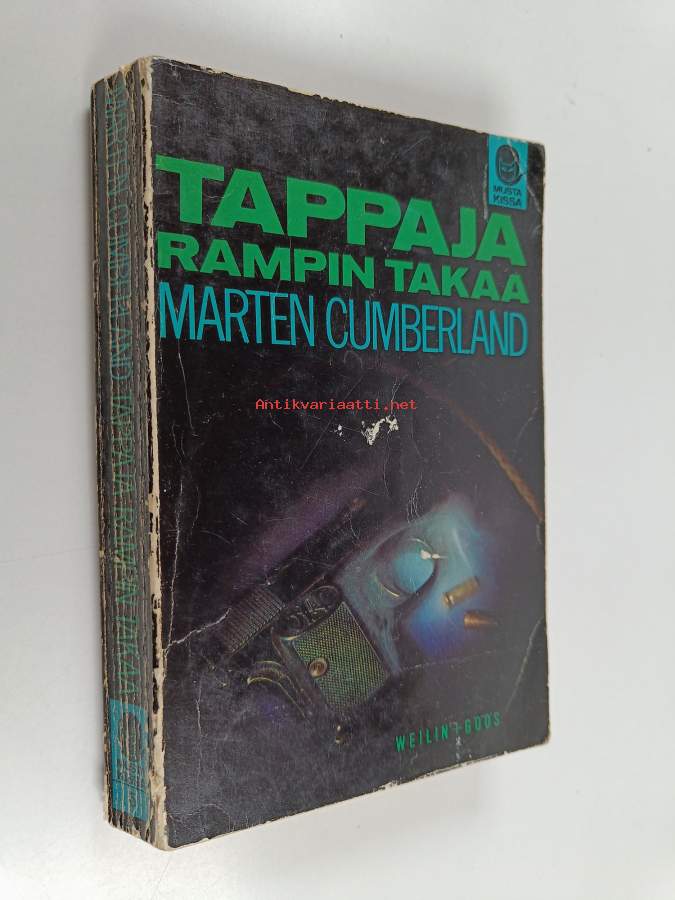 MUSTA
KISSA
TAPPAJA
RAMPIN TAKAA
MARTEN CUMBERLAND
Antikvariaatti.net
WEILIN+GÖÖS
MARTEN CUMBERLAND TAPPAJA RAMPIN TAKAA